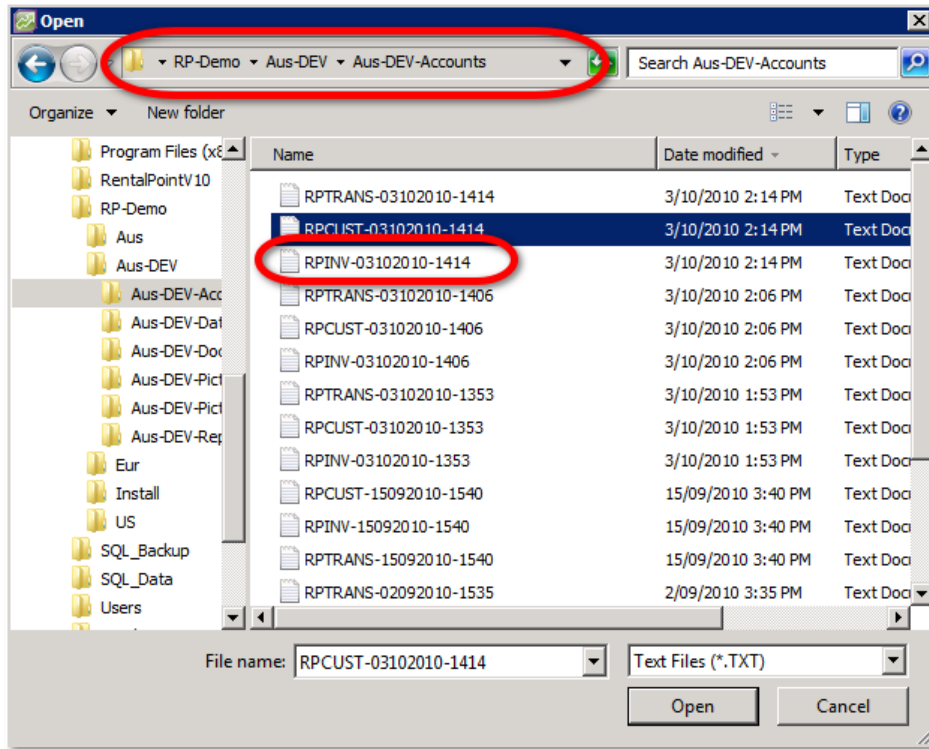 Open
RP-Demo Aus-DEV Aus-DEV-Accounts
Search Aus-DEV-Accounts
Organize New folder
Program Files (x8
RentalPointV10
RP-Demo
Aus
Aus-DEV
Aus-DEV-Acc
Aus-DEV-Dat
Aus-DEV-Doc
Aus-DEV-Pict
Aus-DEV-Pict
Aus-DEV-Rep
Eur
Install
US
SQL_Backup
SQL_Data
Users
Name Date modified Type
RPTRANS-03102010-1414 3/10/2010 2:14 PM Text Docu
RPCUST-03102010-1414 3/10/2010 2:14 PM Text Docu
RPINV-03102010-1414 3/10/2010 2:14 PM Text Docu
RPTRANS-03102010-1406 3/10/2010 2:06 PM Text Docu
RPCUST-03102010-1406 3/10/2010 2:06 PM Text Docu
RPINV-03102010-1406 3/10/2010 2:06 PM Text Docu
RPTRANS-03102010-1353 3/10/2010 1:53 PM Text Docu
RPCUST-03102010-1353 3/10/2010 1:53 PM Text Docu
RPINV-03102010-1353 3/10/2010 1:53 PM Text Docu
RPCUST-15092010-1540 15/09/2010 3:40 PM Text Docu
RPINV-15092010-1540 15/09/2010 3:40 PM Text Docu
RPTRANS-15092010-1540 15/09/2010 3:40 PM Text Docu
RPTRANS-02092010-1535 2/09/2010 3:35 PM Text Docu
File name: RPCUST-03102010-1414 Text Files (*.TXT)
Open Cancel